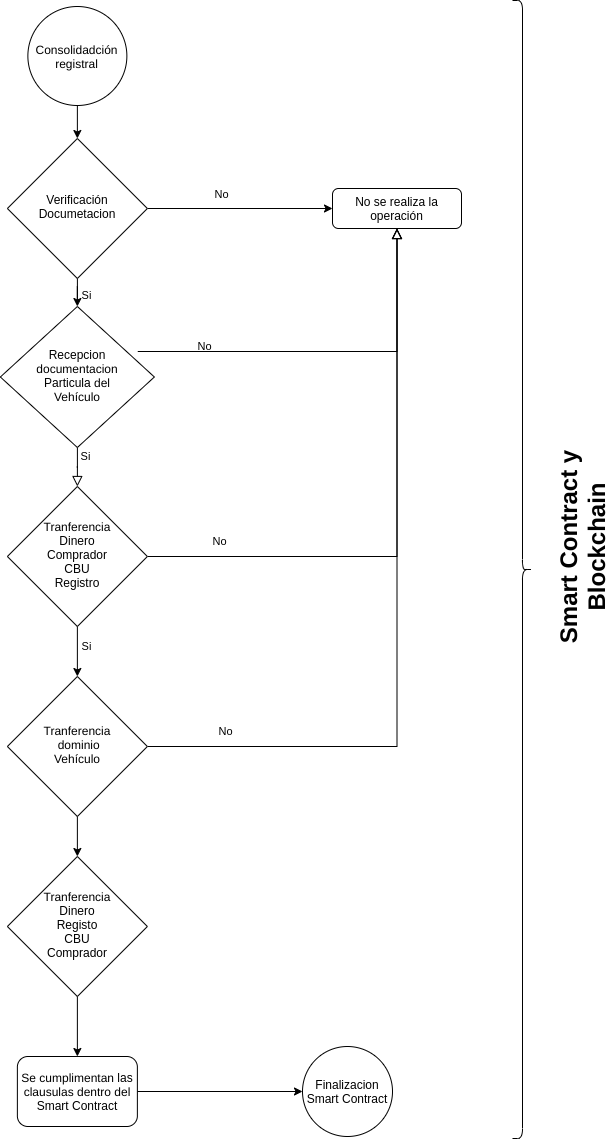 Consolidadción
registral
Verificación
Documetacion
No
No se realiza la
operación
Si
Recepcion
documentacion
Particula del
Vehículo
No
Si
Tranferencia
Dinero
Comprador
CBU
Registro
No
Si
Tranferencia
dominio
Vehículo
No
Tranferencia
Dinero
Registo
CBU
Comprador
Se cumplimentan las
clausulas dentro del
Smart Contract
Finalizacion
Smart Contract
Smart Contract y
Blockchain